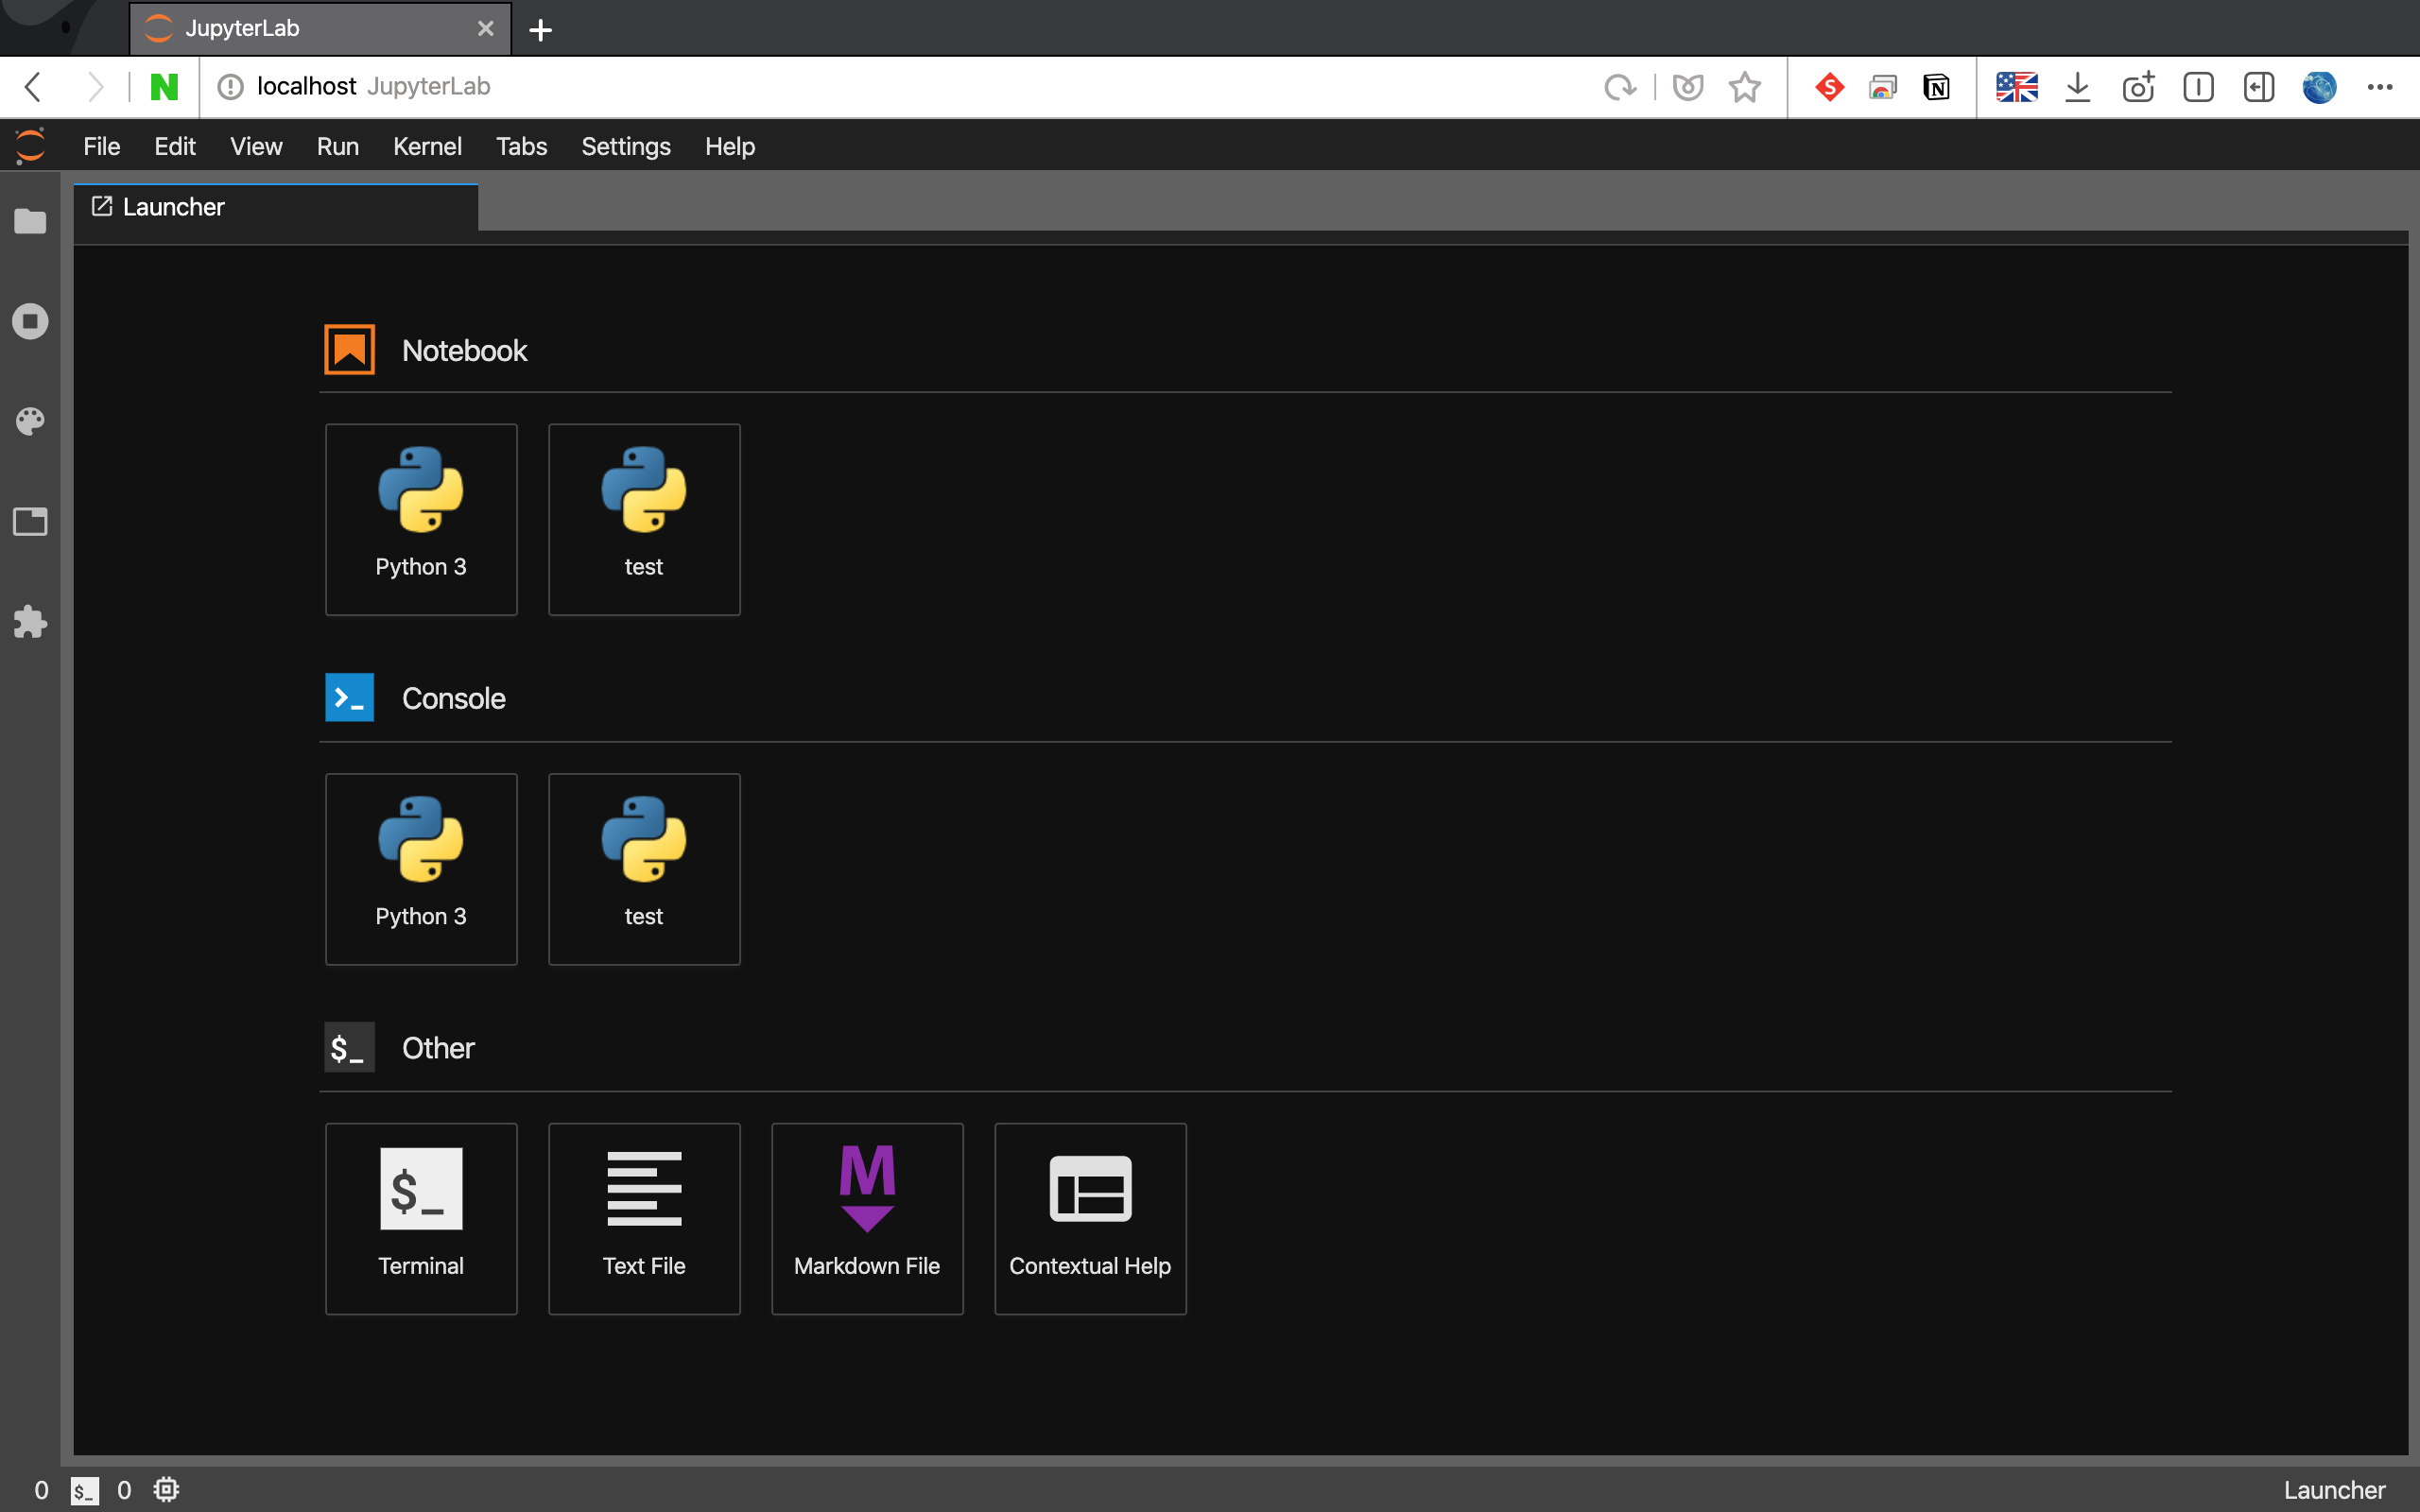 JupyterLab
localhost JupyterLab
File Edit View Run Kernel Tabs Settings Help
Launcher
Notebook
Python 3 test
>_ Console
Python 3 test
$_ Other
$_ M
Terminal Text File Markdown File Contextual Help
0 $_ 0 Launcher